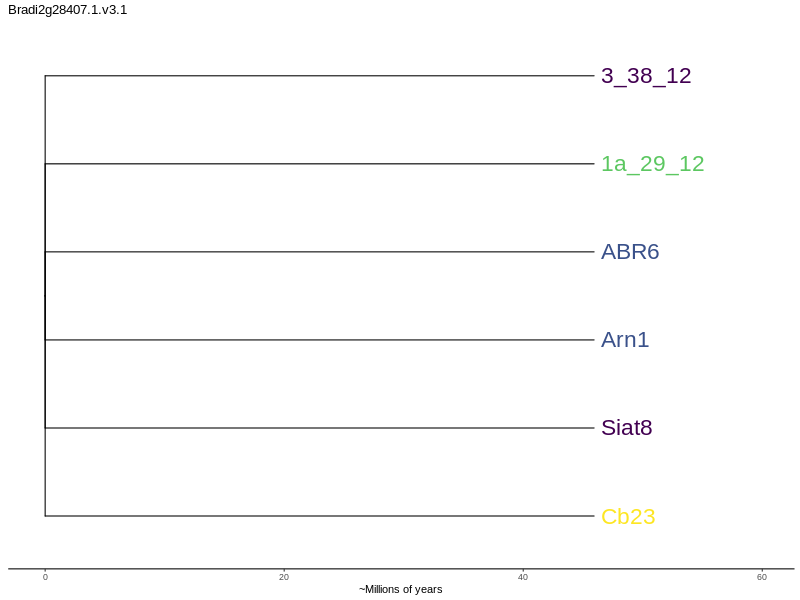 Bradi2g28407.1.v3.1
3_38_12
1a_29_12
ABR6
Arn1
Siat8
Cb23
0 20 40 60
~Millions of years